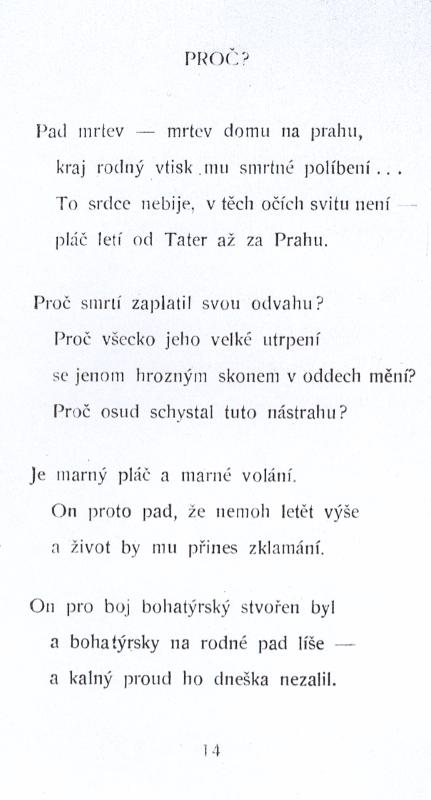 PROČ?
Pad mrtev — mrtev domu na prahu,
kraj rodný vtisk mu smrtné políbení...
To srdce nebije, v těch očích svitu není —
pláč letí od Tater až za Prahu.
Proč smrtí zaplatil svou odvahu?
Proč všecko jeho velké utrpení
se jenom hrozným skonem v oddech mění?
Proč osud schystal tuto nástrahu?
Je marný pláč a marné volání.
On proto pad, že nemoh letět výše
a život by mu přines zklamání.
On pro boj bohatýrský stvořen byl
a bohatýrsky na rodné pad líše —
a kalný proud ho dneška nezalil.
14